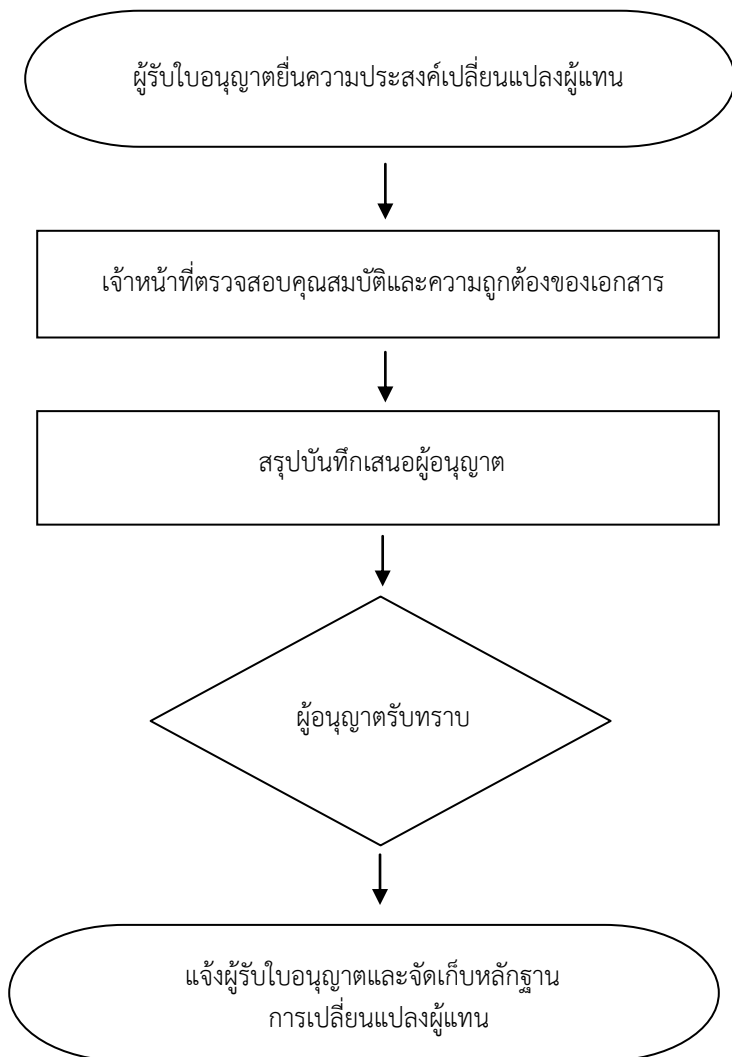 ผู้รับใบอนุญาตยื่นความประสงค์เปลี่ยนแปลงผู้แทน
เจ้าหน้าที่ตรวจสอบคุณสมบัติและความถูกต้องของเอกสาร
สรุปบันทึกเสนอผู้อนุญาต
ผู้อนุญาตรับทราบ
แจ้งผู้รับใบอนุญาตและจัดเก็บหลักฐาน
การเปลี่ยนแปลงผู้แทน